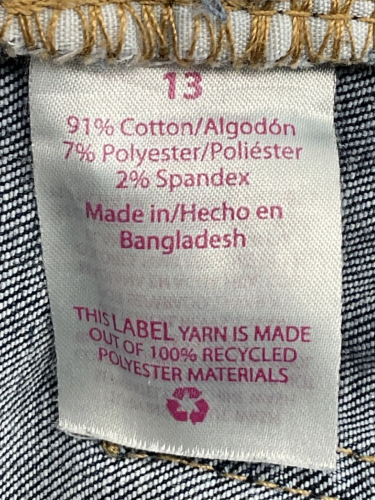 13
91% Cotton/Algodón
7% Polyester/Poliéster
2% Spandex
Made in/Hecho en
Bangladesh
THIS LABEL YARN IS MADE
OUT OF 100% RECYCLED
POLYESTER MATERIALS